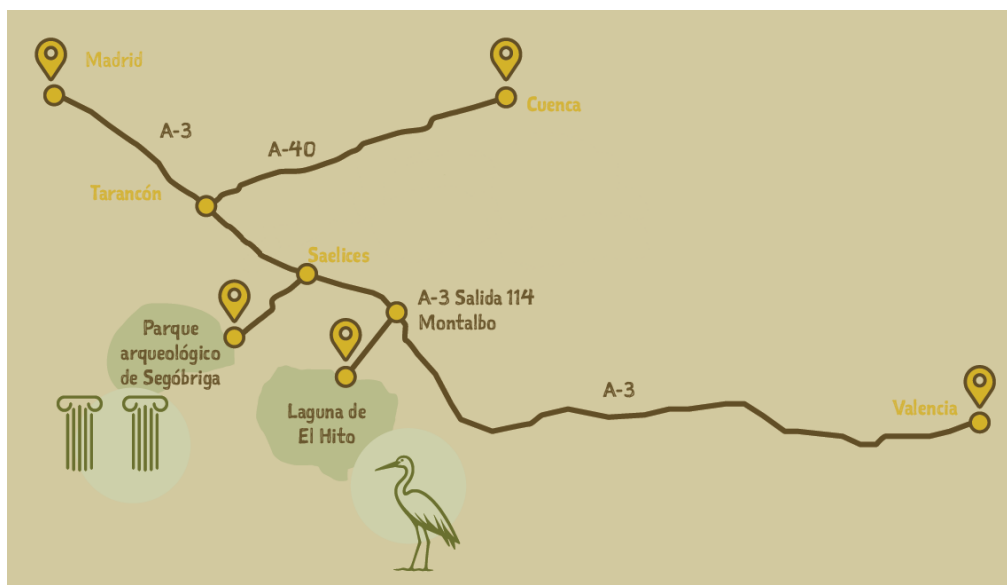 Madrid
Cuenca
A-3
A-40
Tarancón
Saelices
A-3 Salida 114
Montalbo
Parque
arqueológico
de Segóbriga
Laguna de
El Hito
A-3
Valencia